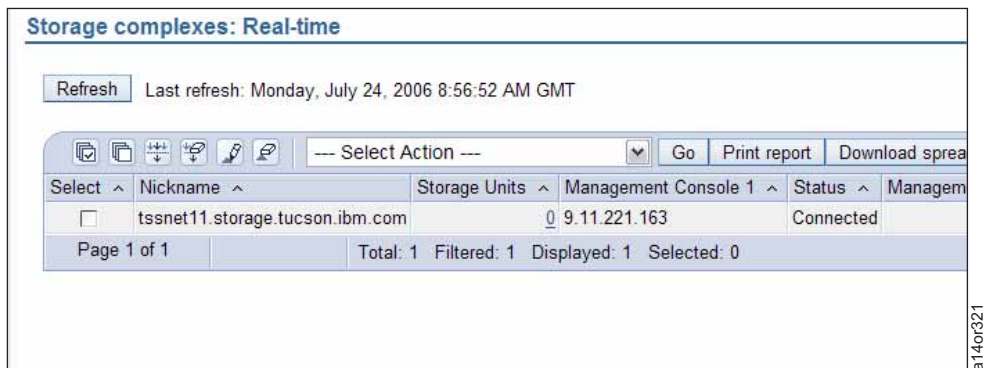 Storage complexes: Real-time
Refresh Last refresh: Monday, July 24, 2006 8:56:52 AM GMT
--- Select Action --- Go Print report Download sprea
Select Nickname Storage Units Management Console 1 Status Managem
tssnet11.storage.tucson.ibm.com 0 9.11.221.163 Connected
Page 1 of 1 Total: 1 Filtered: 1 Displayed: 1 Selected: 0
a14or321